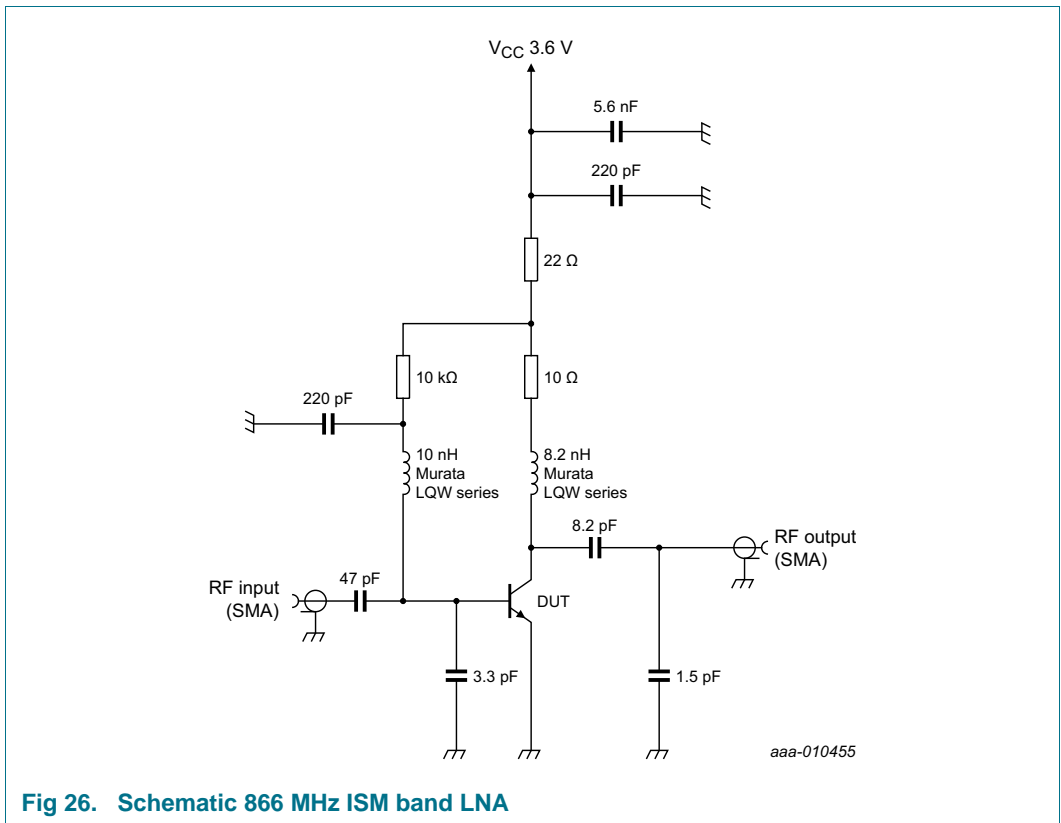 VCC 3.6 V
5.6 nF
220 pF
22 Ω
10 kΩ
10 Ω
220 pF
10 nH
Murata
LQW series
8.2 nH
Murata
LQW series
8.2 pF
RF output
(SMA)
RF input
(SMA)
47 pF
DUT
3.3 pF
1.5 pF
aaa-010455
Fig 26. Schematic 866 MHz ISM band LNA